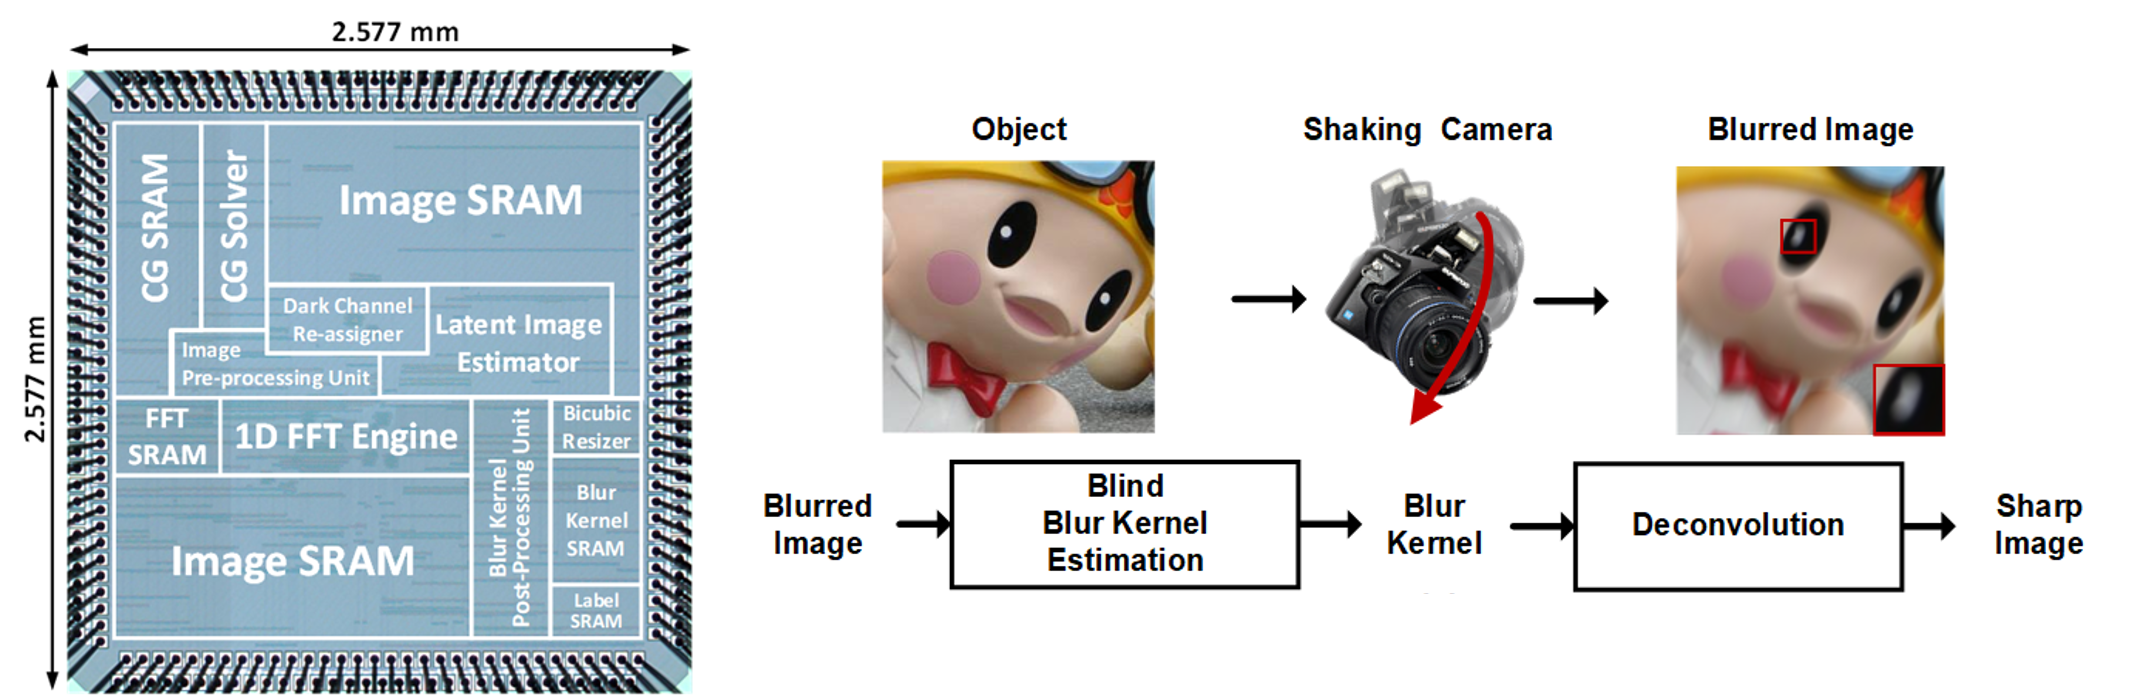 2.577 mm
2.577 mm
CG SRAM
CG Solver
Image SRAM
Dark Channel
Re-assigner
Latent Image
Estimator
Image
Pre-processing Unit
FFT
SRAM
1D FFT Engine
Blur Kernel
Post-Processing Unit
Bicubic
Resizer
Blur
Kernel
SRAM
Label
SRAM
Image SRAM
Object
Shaking Camera
Blurred Image
Blurred
Image
Blind
Blur Kernel
Estimation
Blur
Kernel
Deconvolution
Sharp
Image